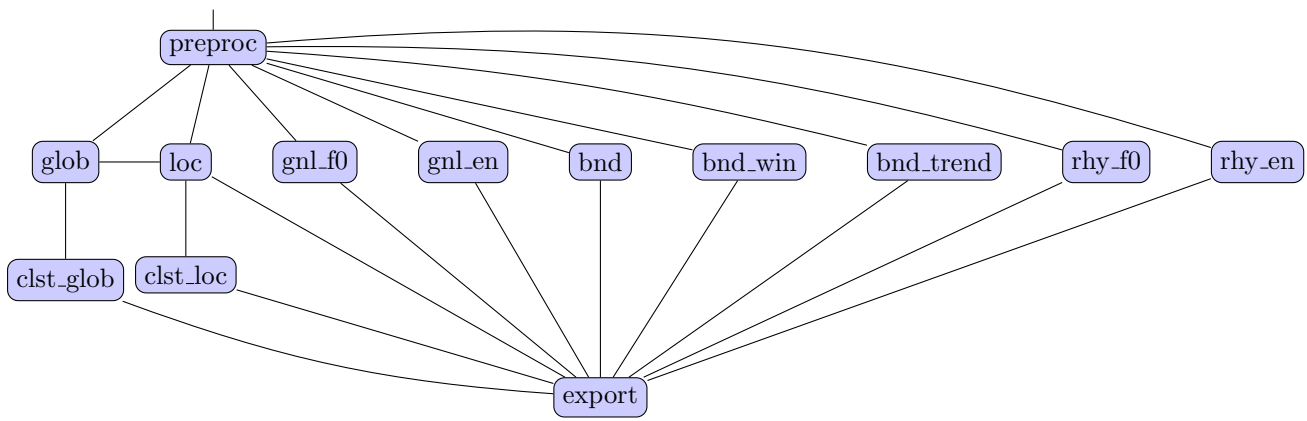 preproc
glob loc gnl_f0 gnl_en bnd bnd_win bnd_trend rhy_f0 rhy_en
clst_glob clst_loc
export